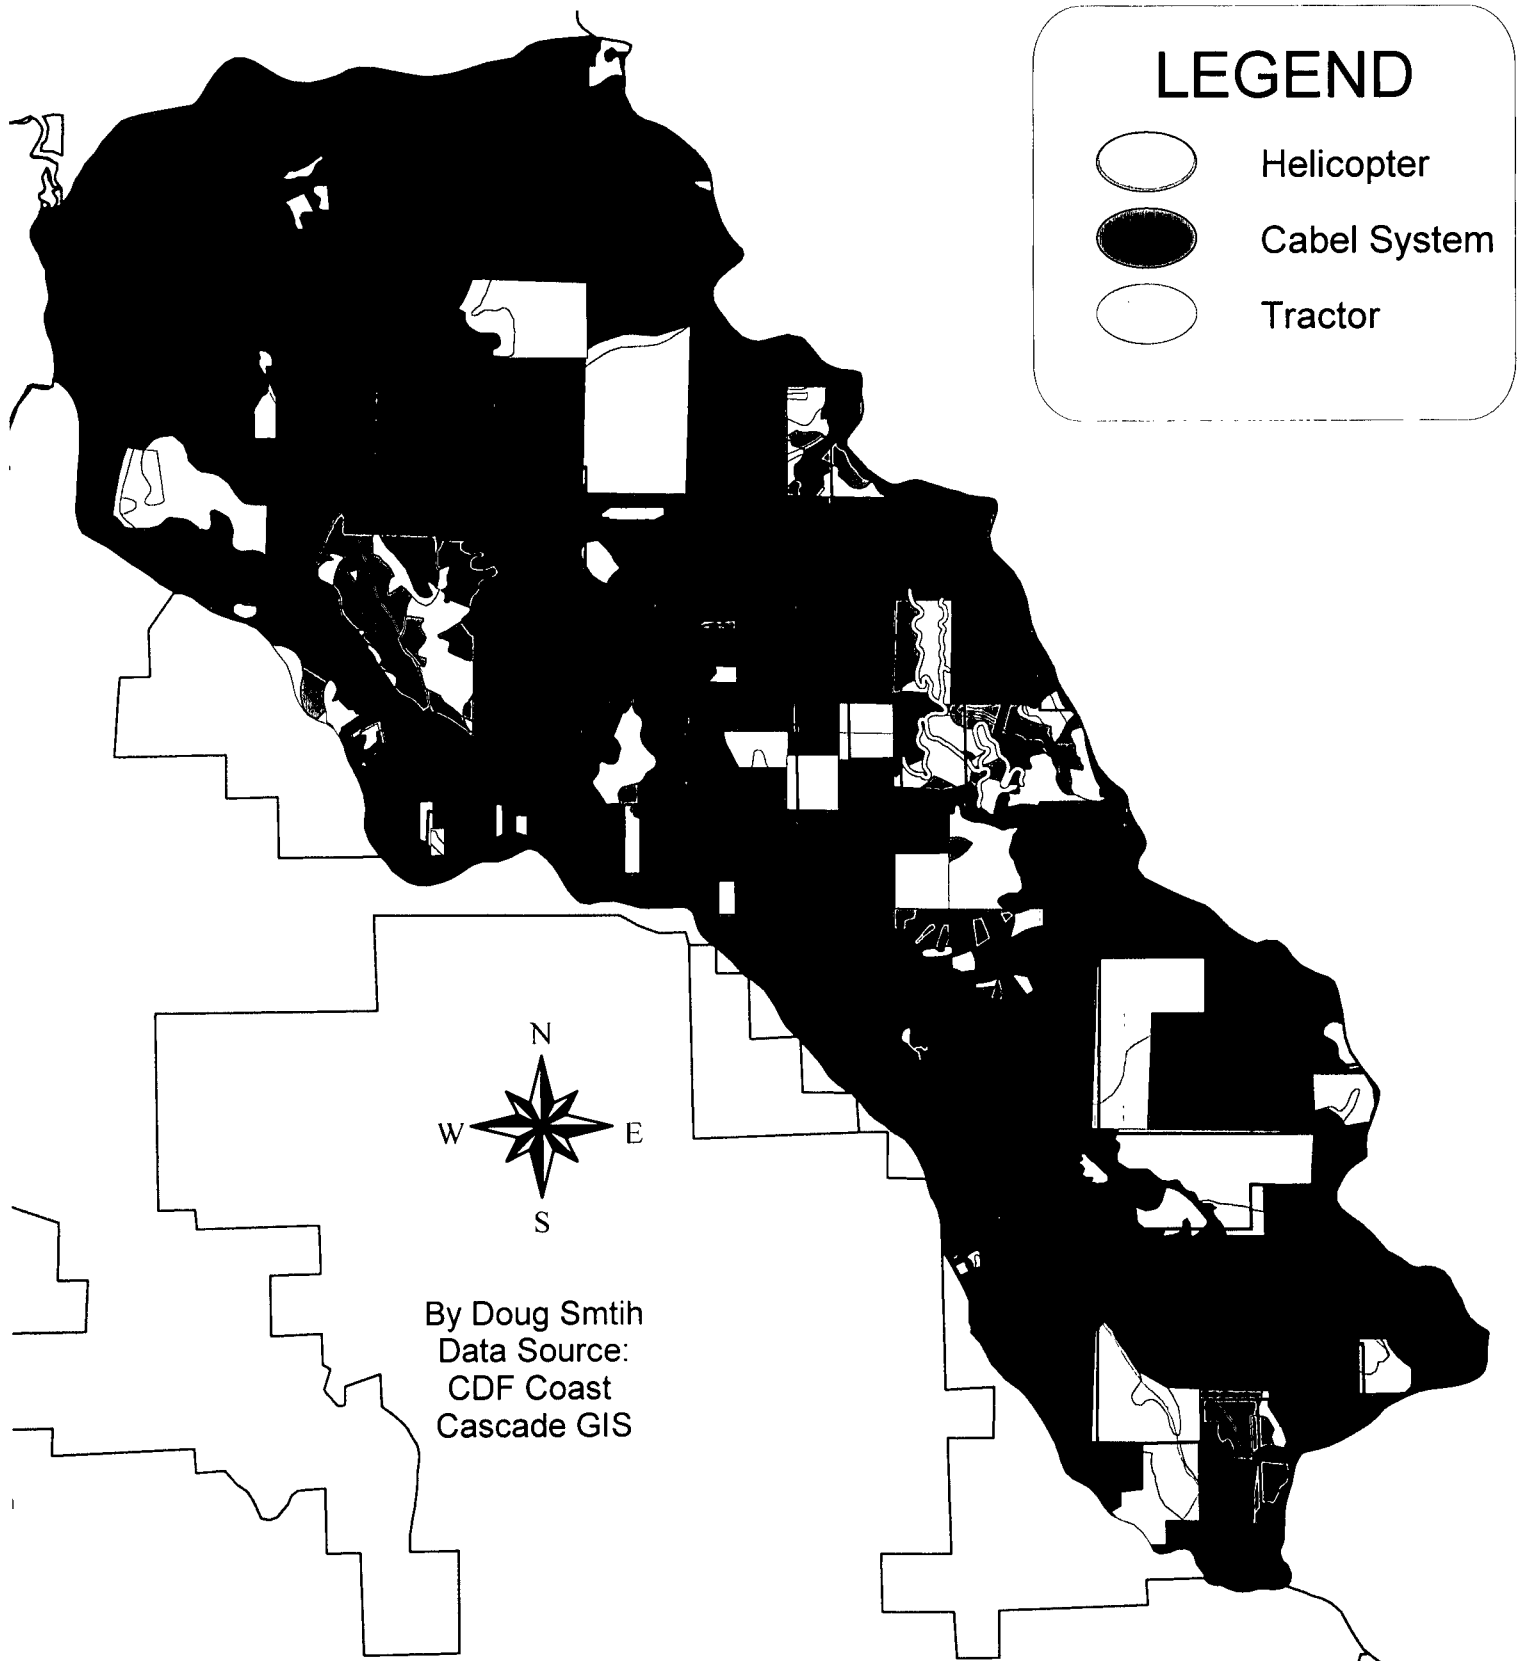 LEGEND
Helicopter
Cabel System
Tractor
N
W E
S
By Doug Smtih
Data Source:
CDF Coast
Cascade GIS